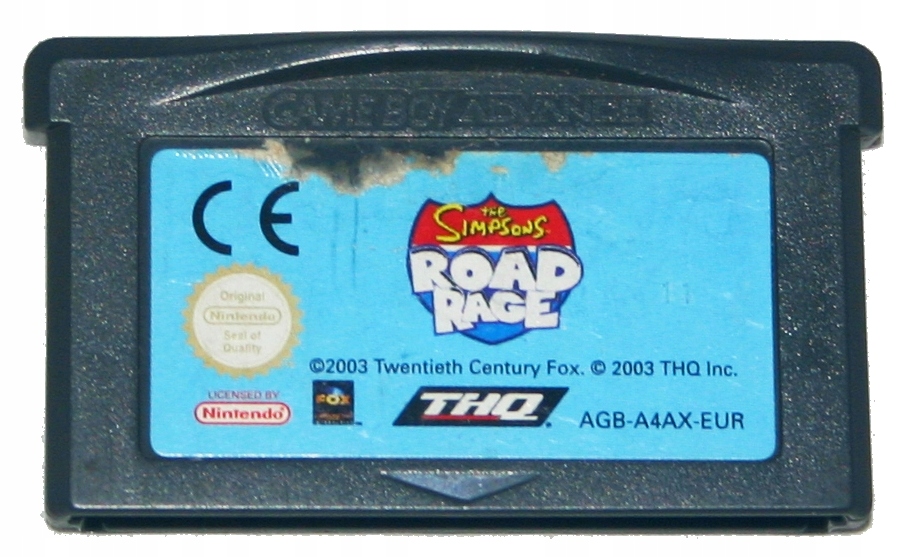 GAME BOY ADVANCE
CE
the
SIMPSONS
ROAD
RAGE
11
Original
Nintendo
Seal of
Quality
©2003 Twentieth Century Fox. © 2003 THQ Inc.
LICENSED BY
Nintendo
FOX
THQ
AGB-A4AX-EUR